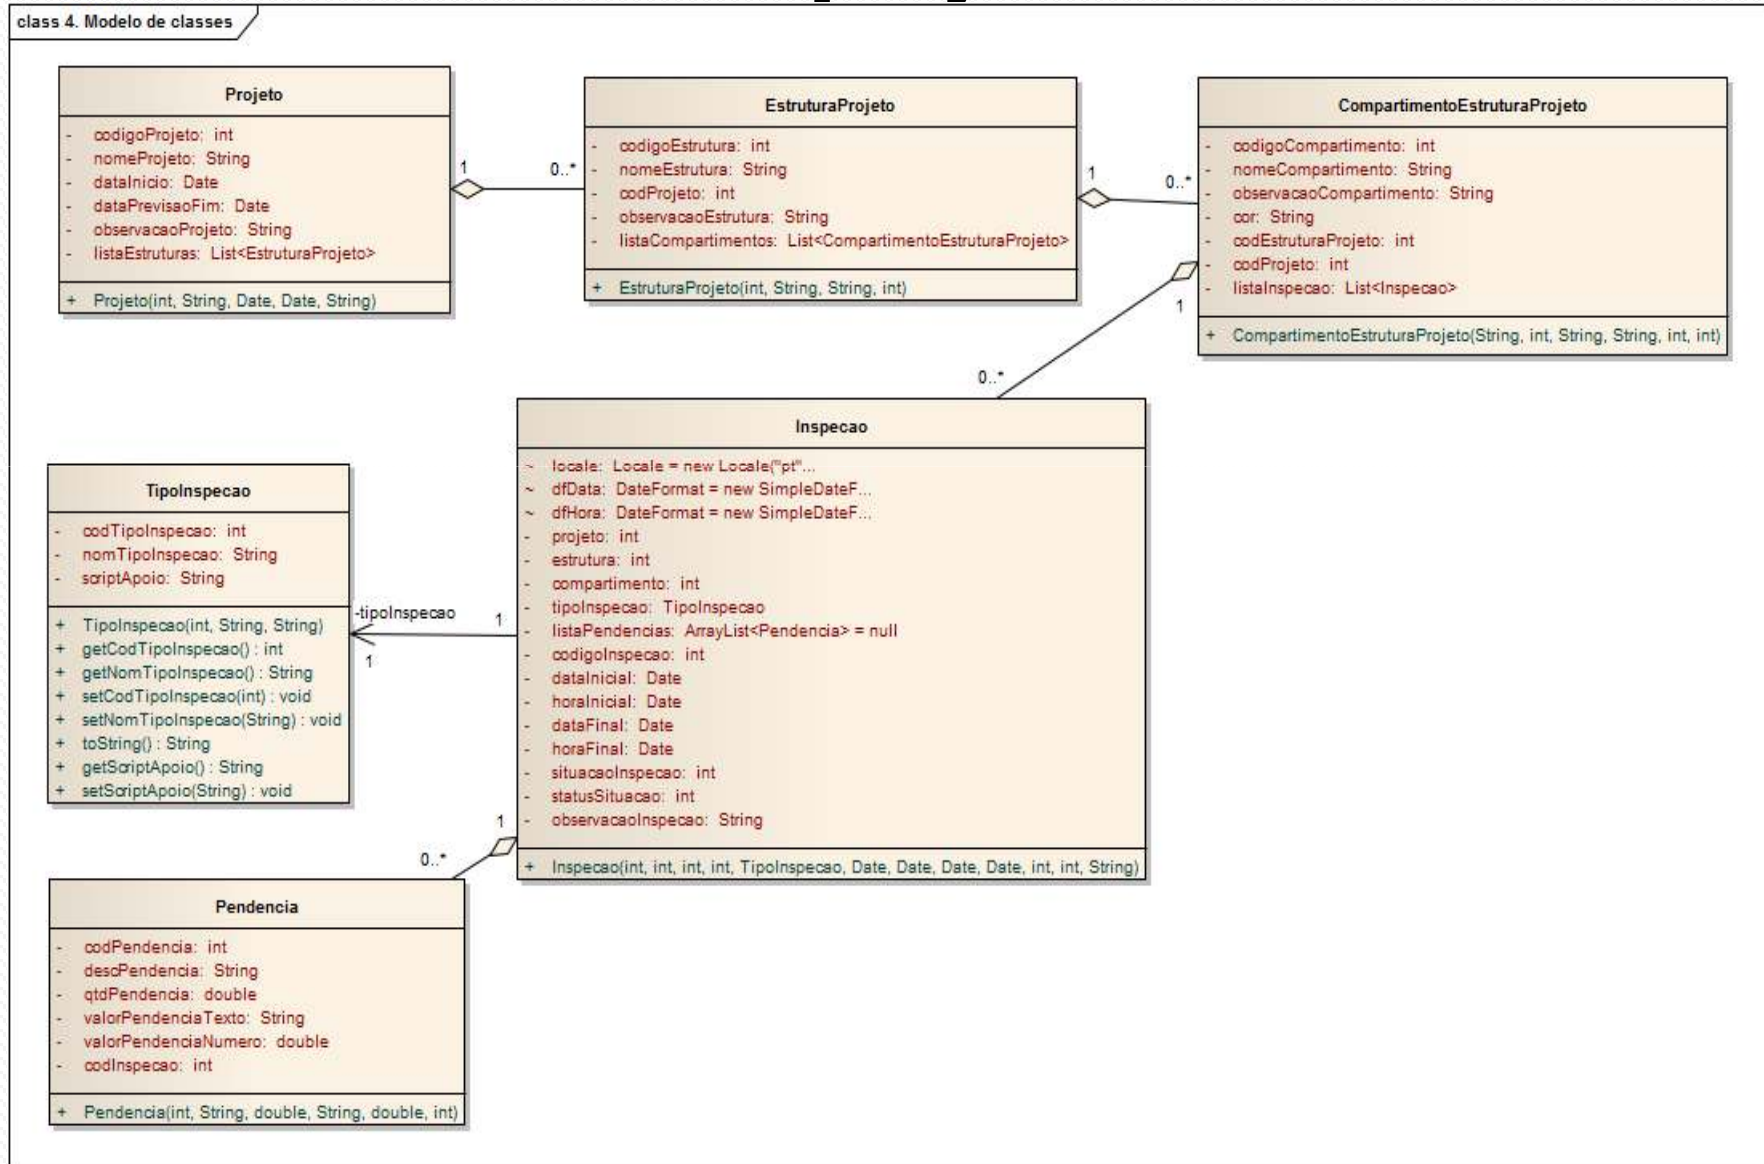 class 4. Modelo de classes
Projeto
- codigoProjeto: int
- nomeProjeto: String
- dataInicio: Date
- dataPrevisaoFim: Date
- observacaoProjeto: String
- listaEstruturas: List<EstruturaProjeto>
+ Projeto(int, String, Date, Date, String)
1
0..*
EstruturaProjeto
- codigoEstrutura: int
- nomeEstrutura: String
- codProjeto: int
- observacaoEstrutura: String
- listaCompartimentos: List<CompartimentoEstruturaProjeto>
+ EstruturaProjeto(int, String, String, int)
1
0..*
CompartimentoEstruturaProjeto
- codigoCompartimento: int
- nomeCompartimento: String
- observacaoCompartimento: String
- cor: String
- codEstruturaProjeto: int
- codProjeto: int
- listaInspecao: List<Inspecao>
+ CompartimentoEstruturaProjeto(String, int, String, String, int, int)
1
0..*
Inspecao
~ locale: Locale = new Locale("pt"...
~ dfData: DateFormat = new SimpleDateF...
~ dfHora: DateFormat = new SimpleDateF...
- projeto: int
- estrutura: int
- compartimento: int
- tipoInspecao: TipoInspecao
- listaPendencias: ArrayList<Pendencia> = null
- codigoInspecao: int
- dataInicial: Date
- horaInicial: Date
- dataFinal: Date
- horaFinal: Date
- situacaoInspecao: int
- statusSituacao: int
- observacaoInspecao: String
+ Inspecao(int, int, int, int, TipoInspecao, Date, Date, Date, Date, int, int, String)
TipoInspecao
- codTipoInspecao: int
- nomTipoInspecao: String
- scriptApoio: String
+ TipoInspecao(int, String, String)
+ getCodTipoInspecao() : int
+ getNomTipoInspecao() : String
+ setCodTipoInspecao(int) : void
+ setNomTipoInspecao(String) : void
+ toString() : String
+ getScriptApoio() : String
+ setScriptApoio(String) : void
-tipoInspecao
1
1
1
0..*
Pendencia
- codPendencia: int
- descPendencia: String
- qtdPendencia: double
- valorPendenciaTexto: String
- valorPendenciaNumero: double
- codInspecao: int
+ Pendencia(int, String, double, String, double, int)